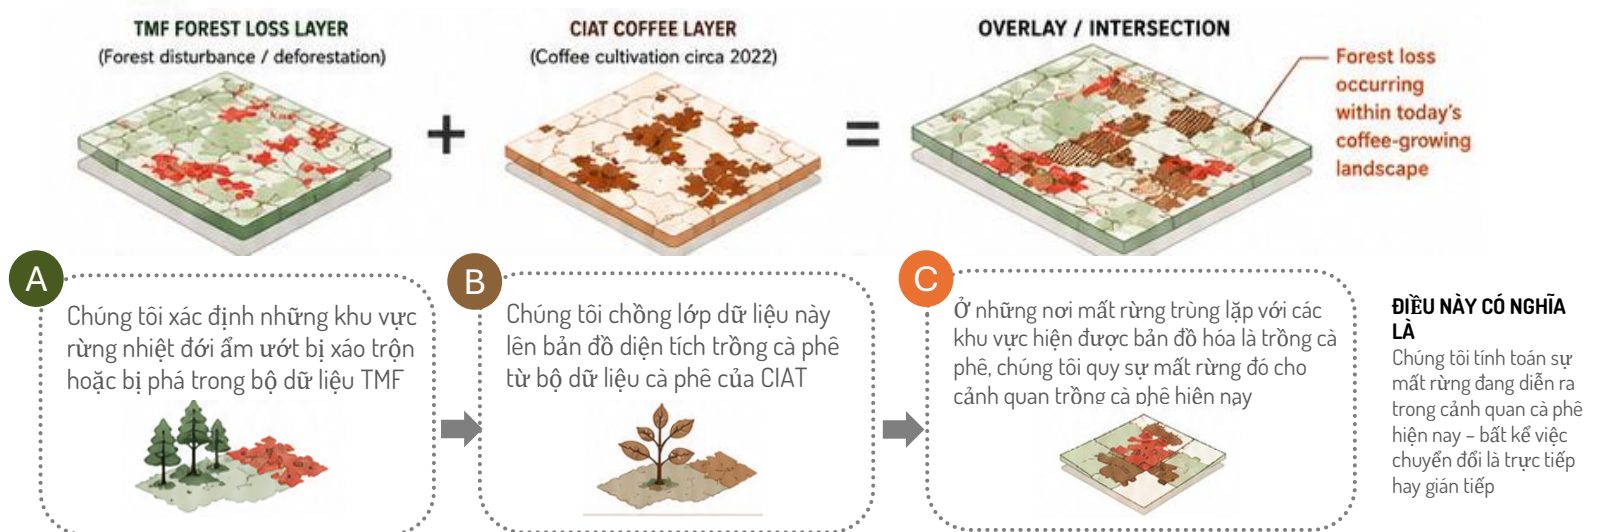 TMF FOREST LOSS LAYER
(Forest disturbance / deforestation)
CIAT COFFEE LAYER
(Coffee cultivation circa 2022)
OVERLAY / INTERSECTION
Forest loss
occurring
within today's
coffee-growing
landscape
+
=
A
Chúng tôi xác định những khu vực
rừng nhiệt đới ẩm ướt bị xáo trộn
hoặc bị phá trong bộ dữ liệu TMF
B
Chúng tôi chồng lớp dữ liệu này
lên bản đồ diện tích trồng cà phê
từ bộ dữ liệu cà phê của CIAT
C
Ở những nơi mất rừng trùng lặp với các
khu vực hiện được bản đồ hóa là trồng cà
phê, chúng tôi quy sự mất rừng đó cho
cảnh quan trồng cà phê hiện nay
ĐIỀU NÀY CÓ NGHĨA
LÀ
Chúng tôi tính toán sự
mất rừng đang diễn ra
trong cảnh quan cà phê
hiện nay – bất kể việc
chuyển đổi là trực tiếp
hay gián tiếp